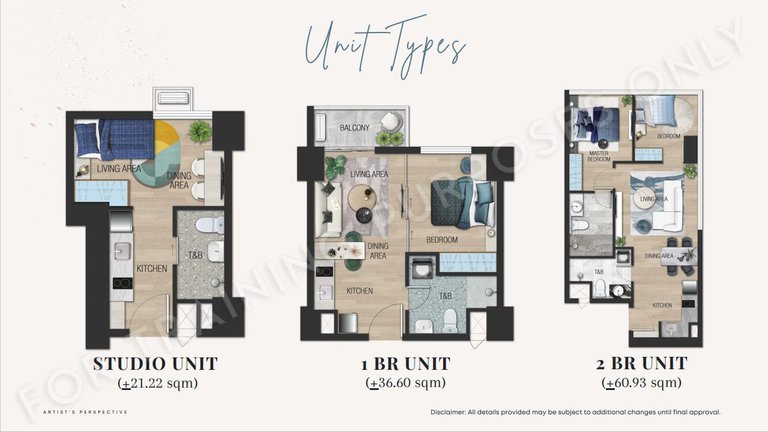 Unit Types
FOR TRAINING PURPOSES ONLY
LIVING AREA
DINING
AREA
KITCHEN
T&B
STUDIO UNIT
(±21.22 sqm)
BALCONY
LIVING AREA
DINING
AREA
BEDROOM
KITCHEN
T&B
1 BR UNIT
(±36.60 sqm)
MASTER
BEDROOM
BEDROOM
LIVING AREA
DINING AREA
T&B
KITCHEN
2 BR UNIT
(±60.93 sqm)
ARTIST'S PERSPECTIVE
Disclaimer: All details provided may be subject to additional changes until final approval.